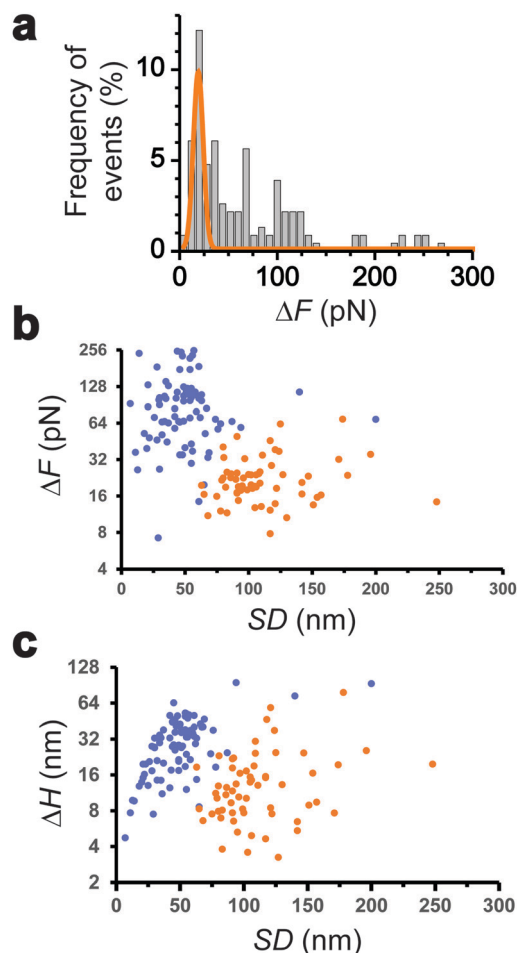 a
Frequency of
events (%)
10
5
0
0 100 200 300
ΔF (pN)
b
ΔF (pN)
256
128
64
32
16
8
4
0 50 100 150 200 250 300
SD (nm)
c
ΔH (nm)
128
64
32
16
8
4
2
0 50 100 150 200 250 300
SD (nm)